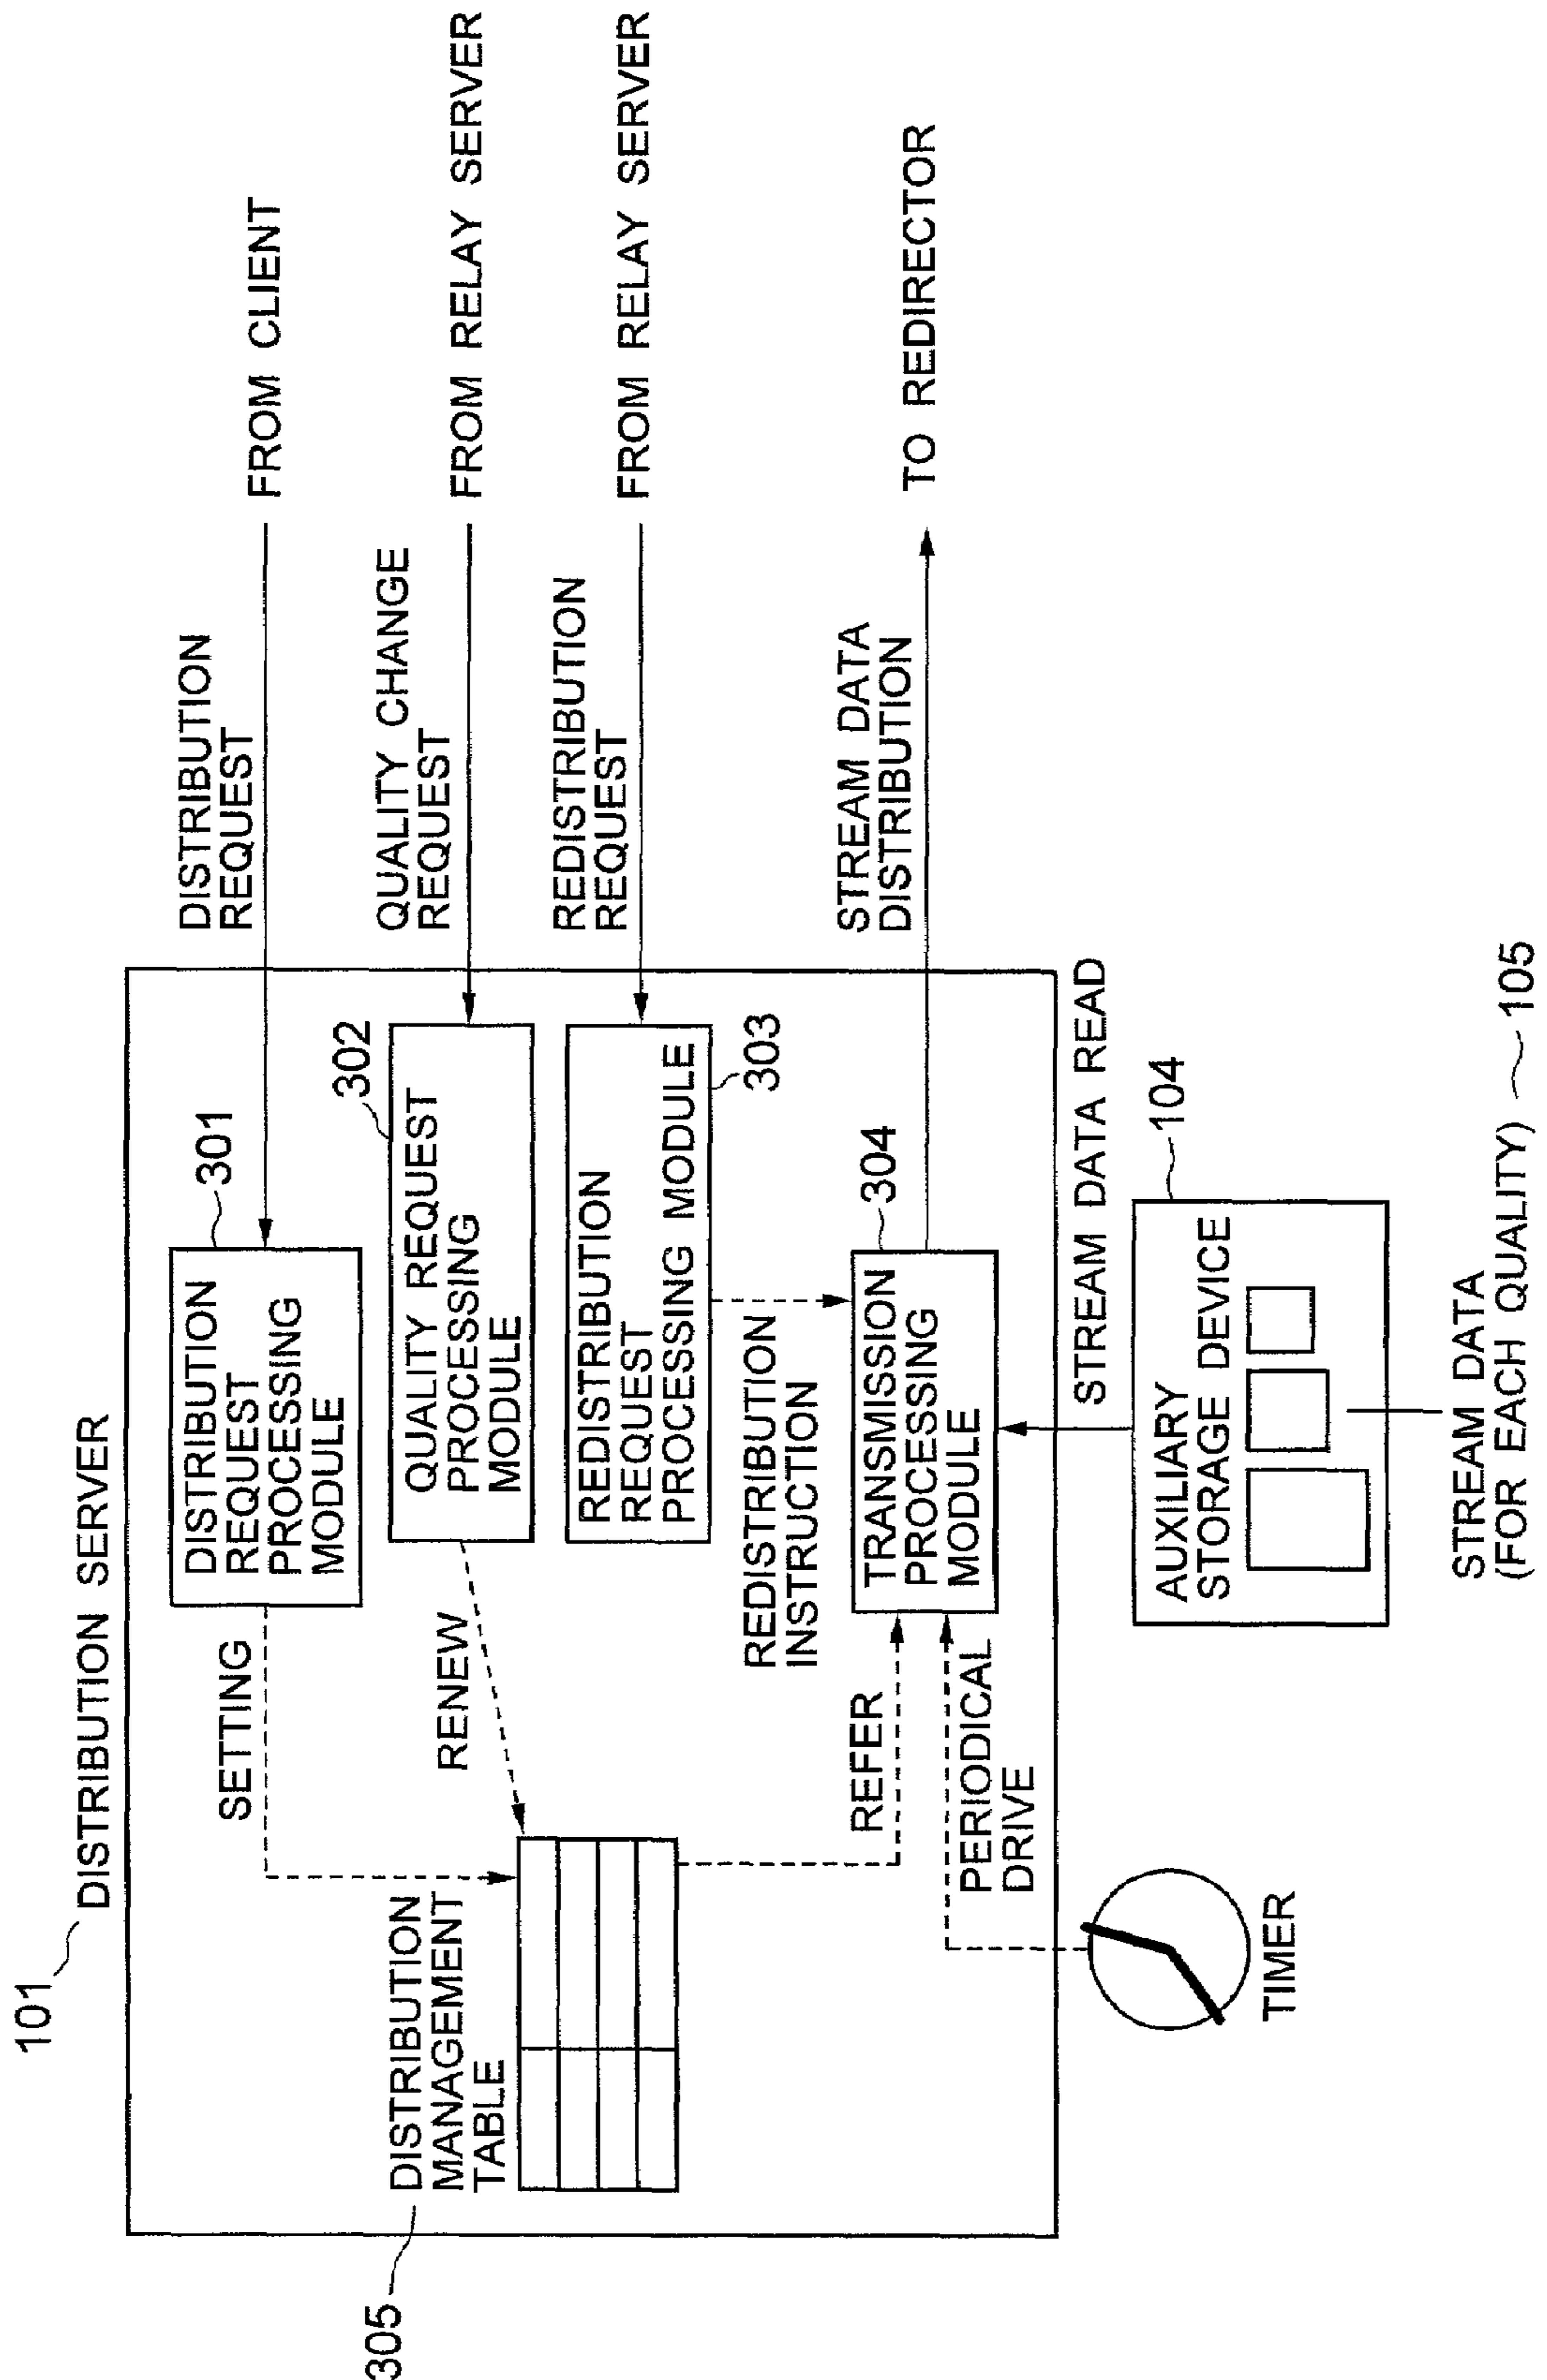 101
DISTRIBUTION SERVER
305
DISTRIBUTION
MANAGEMENT
TABLE
SETTING
RENEW
301
DISTRIBUTION
REQUEST
PROCESSING
MODULE
302
QUALITY REQUEST
PROCESSING
MODULE
REDISTRIBUTION
REQUEST
PROCESSING MODULE
303
REDISTRIBUTION
INSTRUCTION
REFER
PERIODICAL
DRIVE
304
TRANSMISSION
PROCESSING
MODULE
DISTRIBUTION
REQUEST
FROM CLIENT
QUALITY CHANGE
REQUEST
FROM RELAY SERVER
REDISTRIBUTION
REQUEST
FROM RELAY SERVER
STREAM DATA
DISTRIBUTION
TO REDIRECTOR
STREAM DATA READ
TIMER
104
AUXILIARY
STORAGE DEVICE
STREAM DATA
(FOR EACH QUALITY)
105